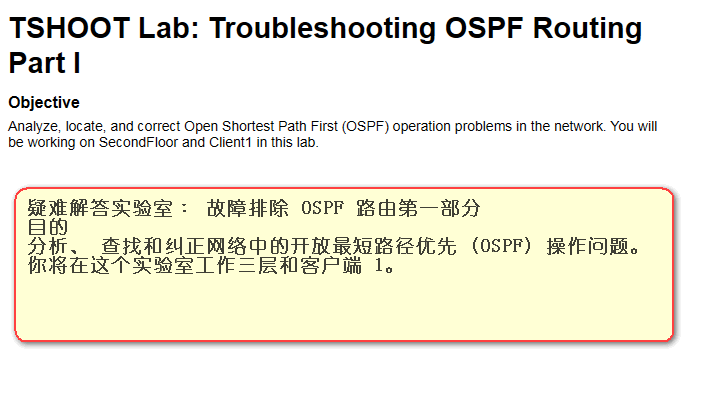 TSHOOT Lab: Troubleshooting OSPF Routing
Part I
Objective
Analyze, locate, and correct Open Shortest Path First (OSPF) operation problems in the network. You will
be working on SecondFloor and Client1 in this lab.
疑难解答实验室： 故障排除 OSPF 路由第一部分
目的
分析、 查找和纠正网络中的开放最短路径优先 (OSPF) 操作问题。
你将在这个实验室工作三层和客户端 1。